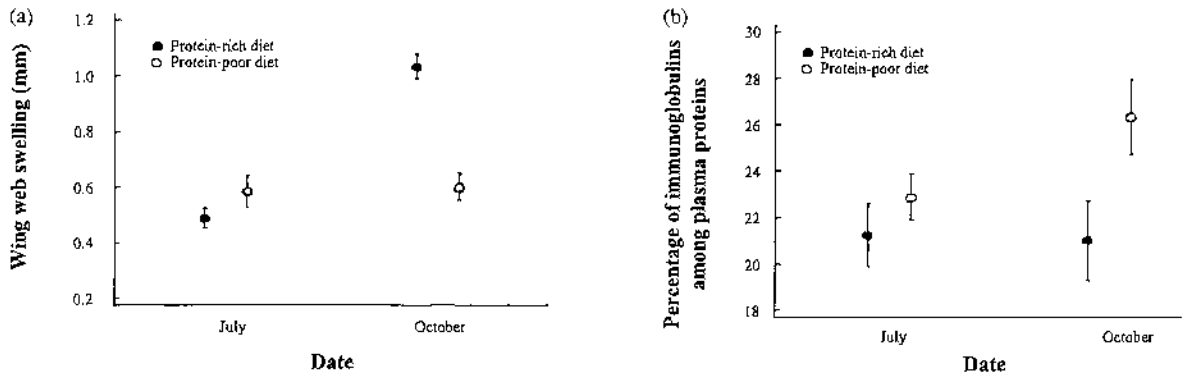 (a)
Wing web swelling (mm)
1.2
1.0
0.8
0.6
0.4
0.2
Protein-rich diet
Protein-poor diet
July
October
Date
(b)
Percentage of immunoglobulins
among plasma proteins
30
28
26
24
22
20
18
Protein-rich diet
Protein-poor diet
July
October
Date